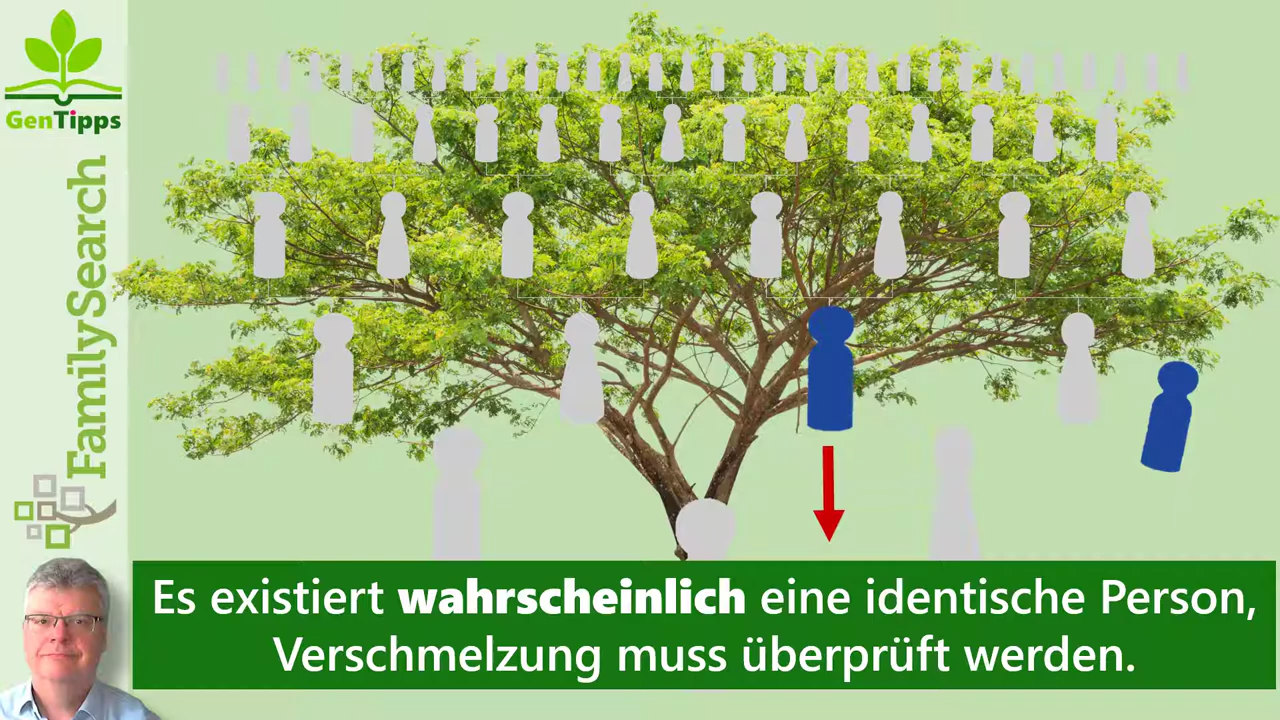 GenTipps
FamilySearch
Es existiert wahrscheinlich eine identische Person,
Verschmelzung muss überprüft werden.